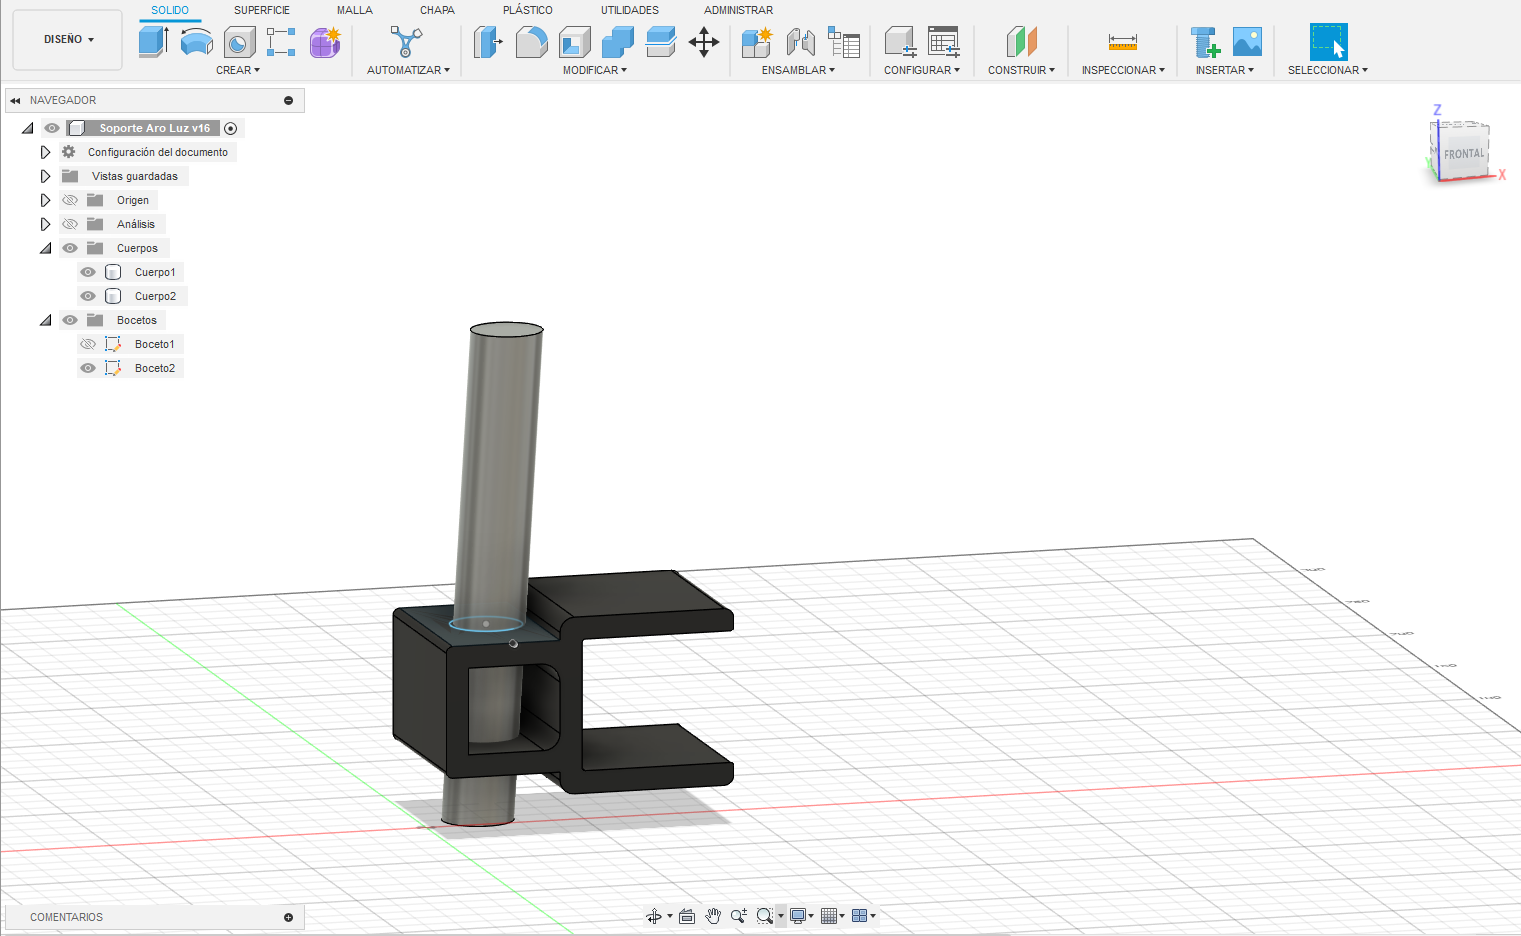 SOLIDO SUPERFICIE MALLA CHAPA PLÁSTICO UTILIDADES ADMINISTRAR
DISEÑO
CREAR AUTOMATIZAR MODIFICAR ENSAMBLAR CONFIGURAR CONSTRUIR INSPECCIONAR INSERTAR SELECCIONAR
NAVEGADOR
Soporte Aro Luz v16
Configuración del documento
Vistas guardadas
Origen
Análisis
Cuerpos
Cuerpo1
Cuerpo2
Bocetos
Boceto1
Boceto2
Z
FRONTAL
X
COMENTARIOS